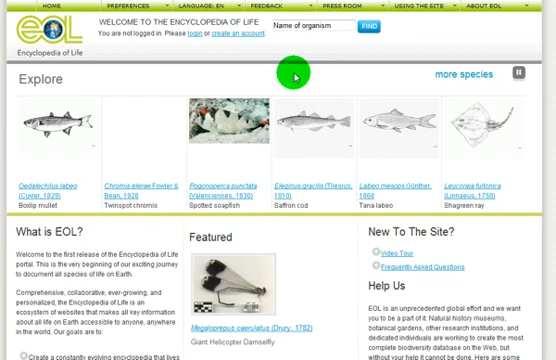 HOME PREFERENCES LANGUAGE: EN FEEDBACK PRESS ROOM USING THE SITE ABOUT EOL
eOL
Encyclopedia of Life
WELCOME TO THE ENCYCLOPEDIA OF LIFE
You are not logged in. Please login or create an account.
Name of organism
FIND
Explore
more species
Oedalechilus labeo (Cuvier, 1829)
Boxlip mullet
Chromis elerae Fowler & Bean, 1928
Twinspot chromis
Pogonoperca punctata (Valenciennes, 1830)
Spotted soapfish
Eleginus gracilis (Tilesius, 1810)
Saffron cod
Labeo mesops Günther, 1868
Tana labeo
Leucoraja fullonica (Linnaeus, 1758)
Shagreen ray
What is EOL?
Welcome to the first release of the Encyclopedia of Life
portal. This is the very beginning of our exciting journey
to document all species of life on Earth.
Comprehensive, collaborative, ever-growing, and
personalized, the Encyclopedia of Life is an
ecosystem of websites that makes all key information
about all life on Earth accessible to anyone, anywhere
in the world. Our goals are to:
Create a constantly evolving encyclopedia that lives
Featured
Megaloprepus caerulatus (Drury, 1782)
Giant Helicopter Damselfly
New To The Site?
Video Tour
Frequently Asked Questions
Help Us
EOL is an unprecedented global effort and we want
you to be a part of it. Natural history museums,
botanical gardens, other research institutions, and
dedicated individuals are working to create the most
complete biodiversity database on the Web, but
without your help it cannot be done. Here are some